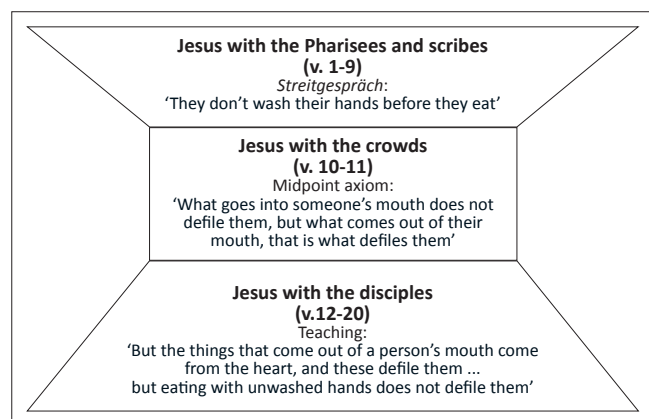 Jesus with the Pharisees and scribes
(v. 1-9)
Streitgespräch:
‘They don’t wash their hands before they eat’
Jesus with the crowds
(v. 10-11)
Midpoint axiom:
‘What goes into someone’s mouth does not
defile them, but what comes out of their
mouth, that is what defiles them’
Jesus with the disciples
(v.12-20)
Teaching:
‘But the things that come out of a person’s mouth come
from the heart, and these defile them ...
but eating with unwashed hands does not defile them’